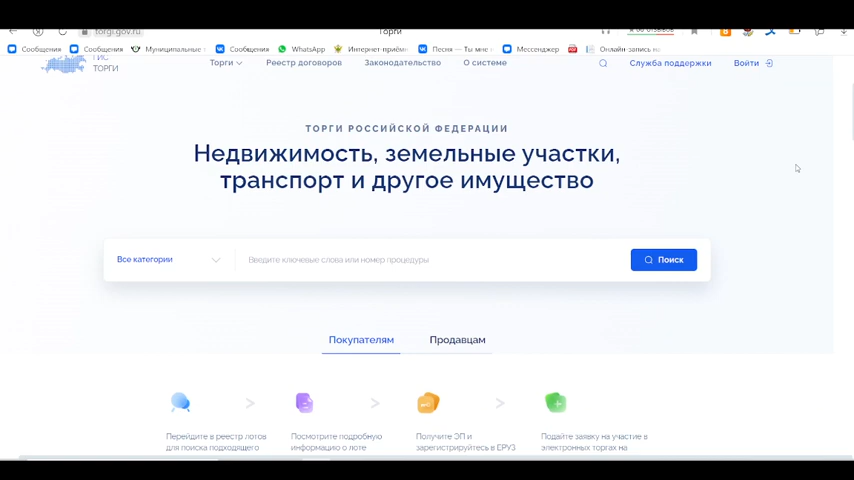 torgi.gov.ru
Торги
Сообщения
Сообщения
Муниципальные
Сообщения
WhatsApp
Интернет-приём
Песня — Ты мне
Мессенджер
Онлайн-запись на
ГИС
ТОРГИ
Торги
Реестр договоров
Законодательство
О системе
Служба поддержки
Войти
ТОРГИ РОССИЙСКОЙ ФЕДЕРАЦИИ
Недвижимость, земельные участки,
транспорт и другое имущество
Все категории
Введите ключевые слова или номер процедуры
Поиск
Покупателям
Продавцам
Перейдите в реестр лотов
для поиска подходящего
Посмотрите подробную
информацию о лоте
Получите ЭП и
зарегистрируйтесь в ЕРУЗ
Подайте заявку на участие в
электронных торгах на